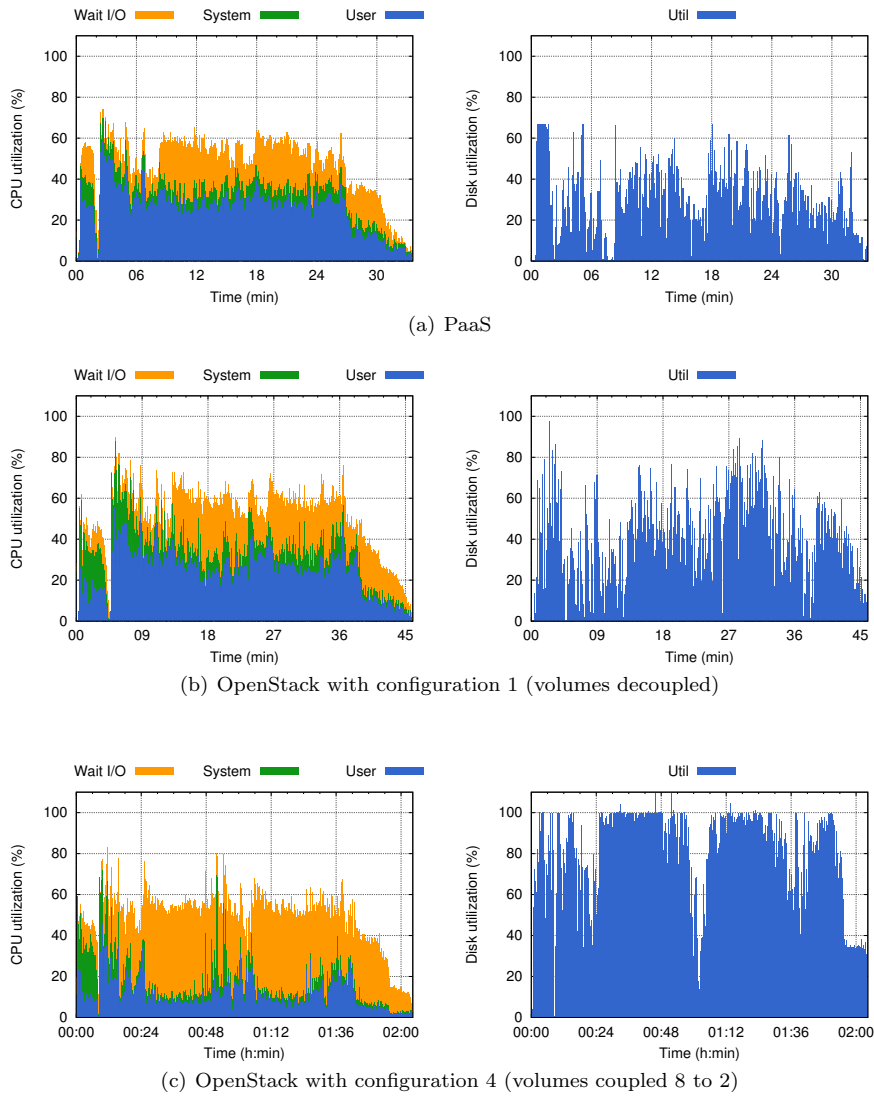 Wait I/O System User
Util
CPU utilization (%)
0 20 40 60 80 100
00 06 12 18 24 30
Time (min)
Disk utilization (%)
0 20 40 60 80 100
00 06 12 18 24 30
Time (min)
(a) PaaS
Wait I/O System User
Util
CPU utilization (%)
0 20 40 60 80 100
00 09 18 27 36 45
Time (min)
Disk utilization (%)
0 20 40 60 80 100
00 09 18 27 36 45
Time (min)
(b) OpenStack with configuration 1 (volumes decoupled)
Wait I/O System User
Util
CPU utilization (%)
0 20 40 60 80 100
00:00 00:24 00:48 01:12 01:36 02:00
Time (h:min)
Disk utilization (%)
0 20 40 60 80 100
00:00 00:24 00:48 01:12 01:36 02:00
Time (h:min)
(c) OpenStack with configuration 4 (volumes coupled 8 to 2)